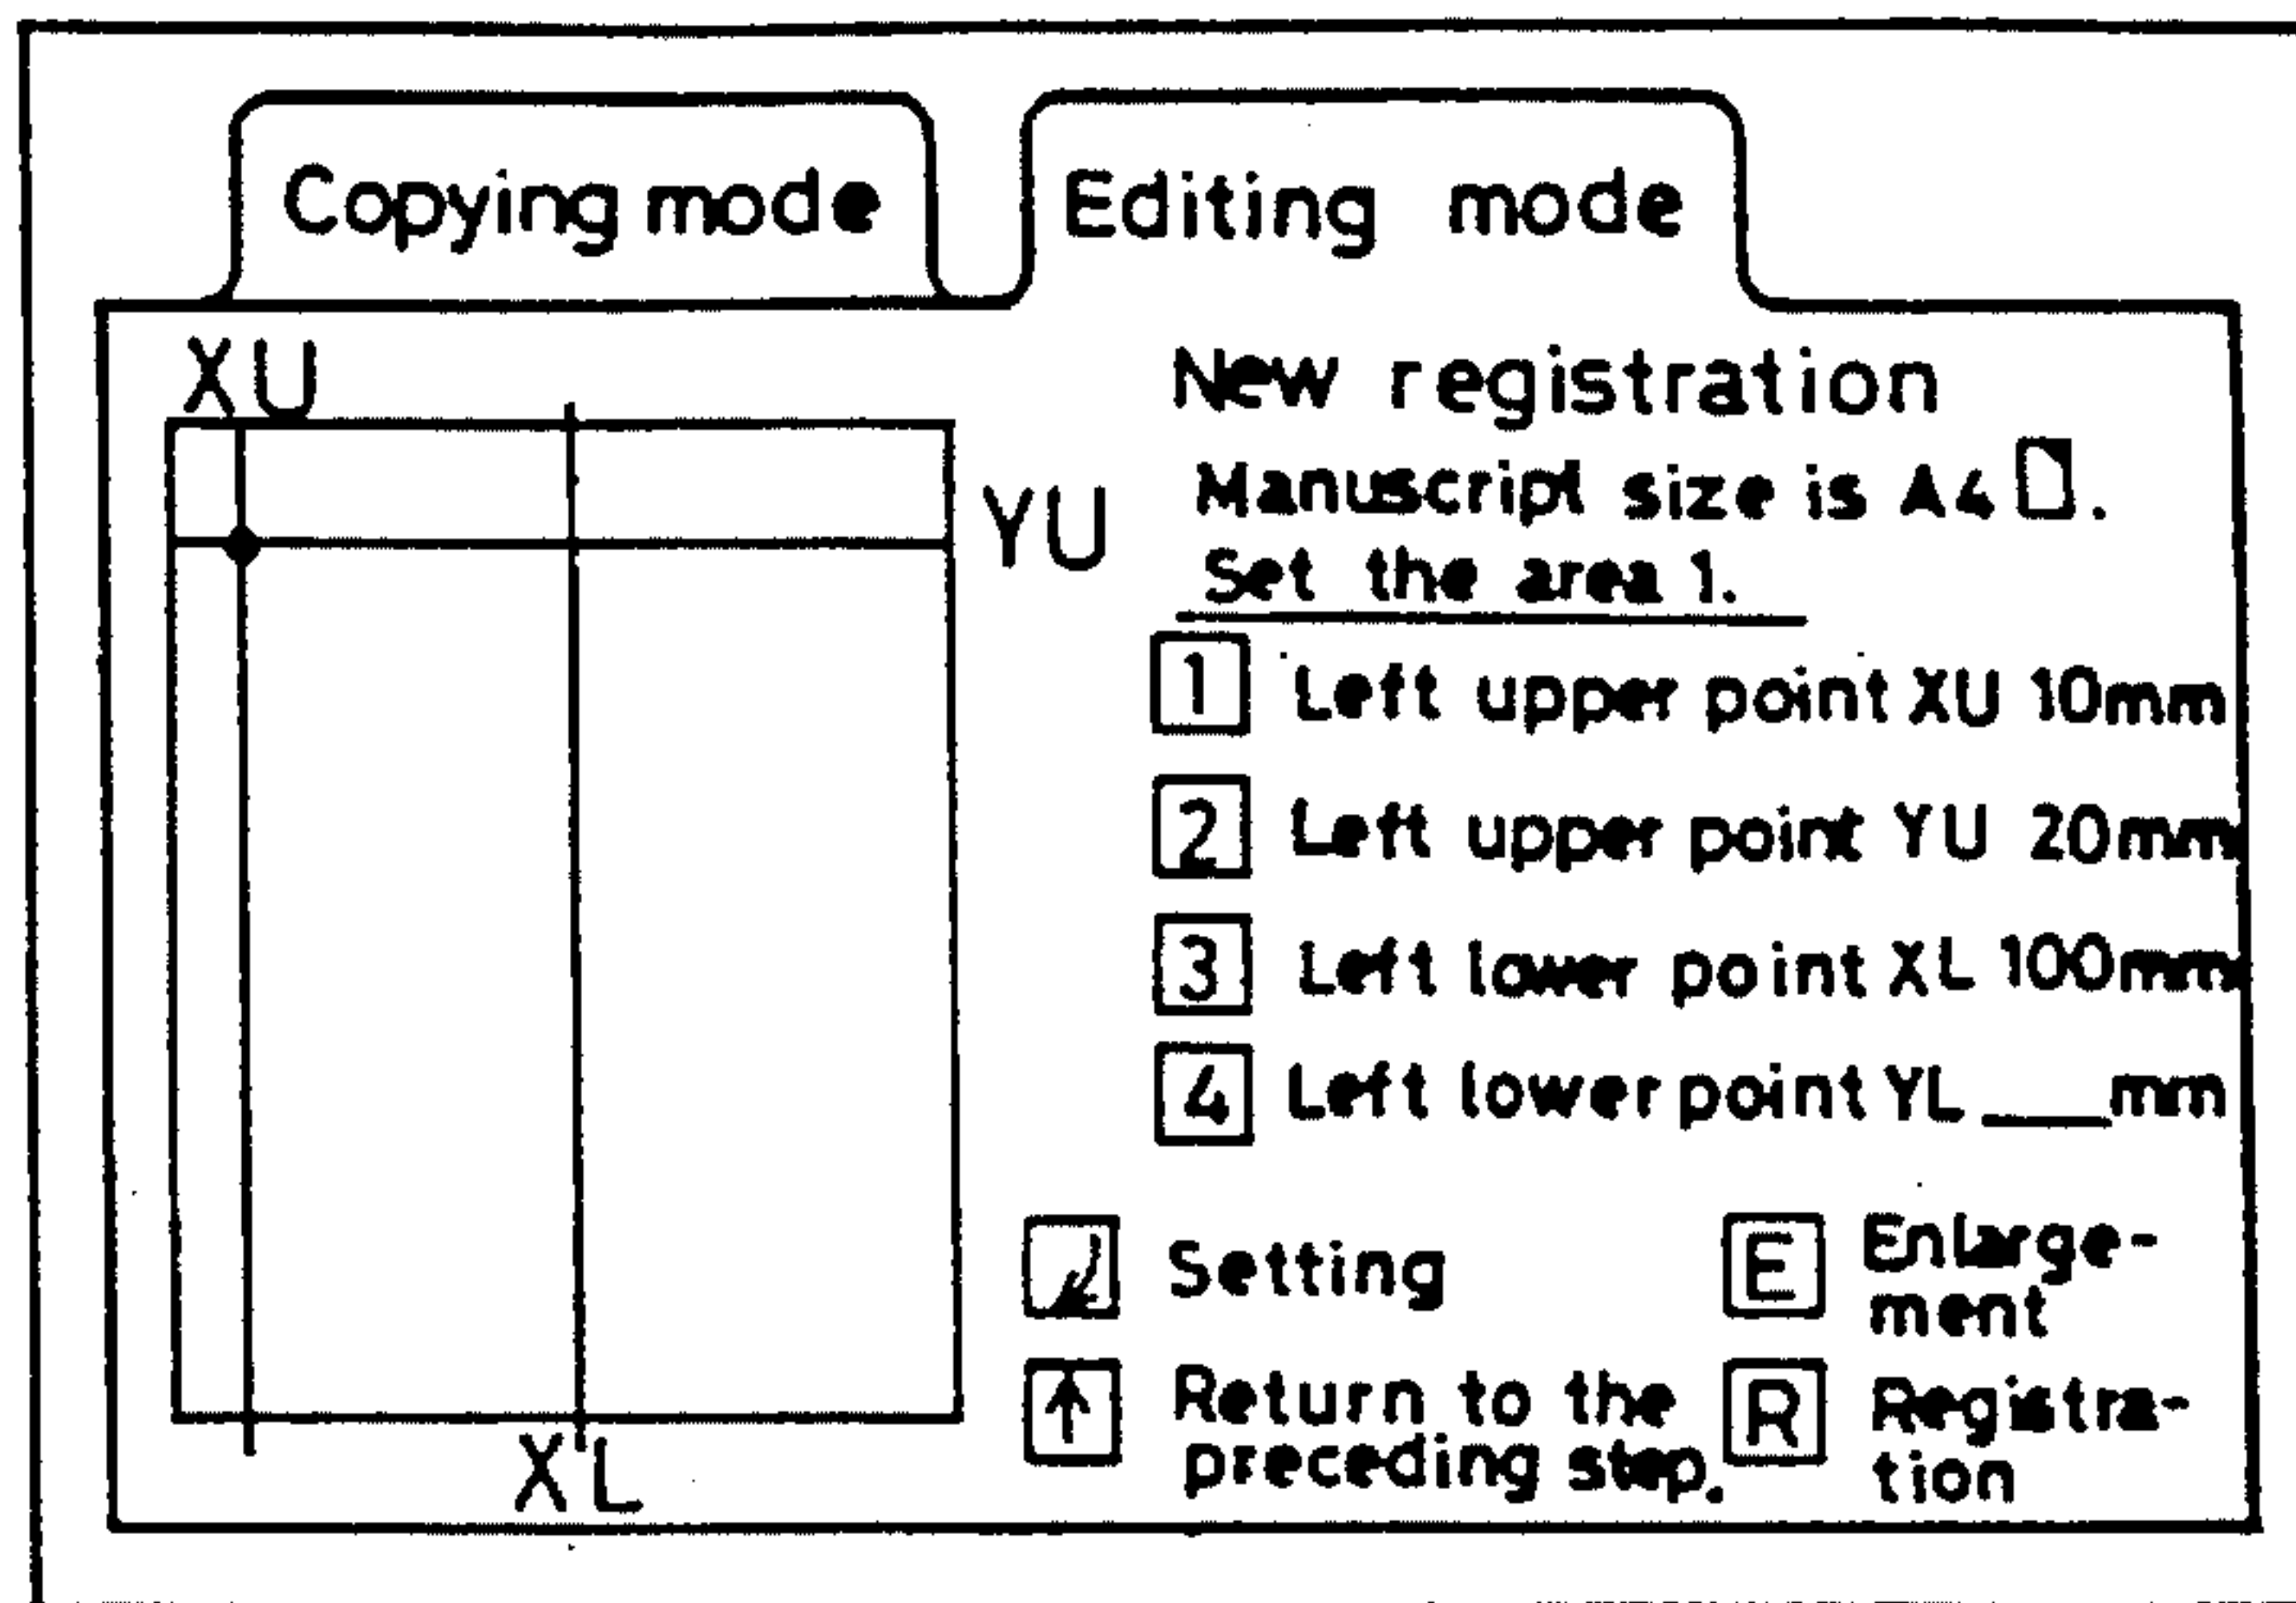 Copying mode
Editing mode
XU
YU
XL
New registration
Manuscript size is A4 .
Set the area 1.
1 Left upper point XU 10mm
2 Left upper point YU 20mm
3 Left lower point XL 100mm
4 Left lower point YL ___mm
Setting
E Enlarge-
ment
↑ Return to the
preceding step.
R Registra-
tion